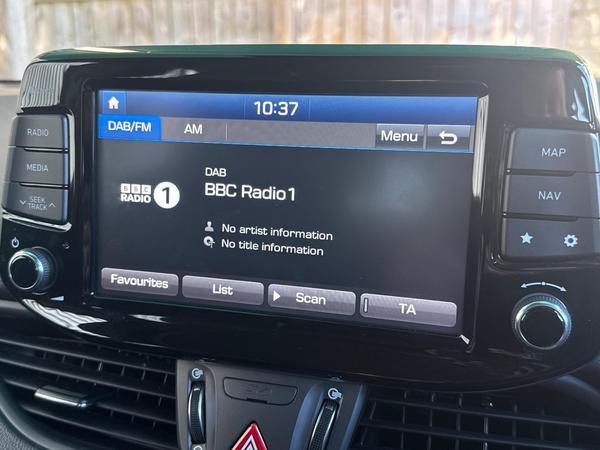 10:37
DAB/FM AM Menu
RADIO
MEDIA
SEEK
TRACK
MAP
NAV
DAB
BBC Radio 1
BBC
RADIO 1
No artist information
No title information
Favourites List Scan TA